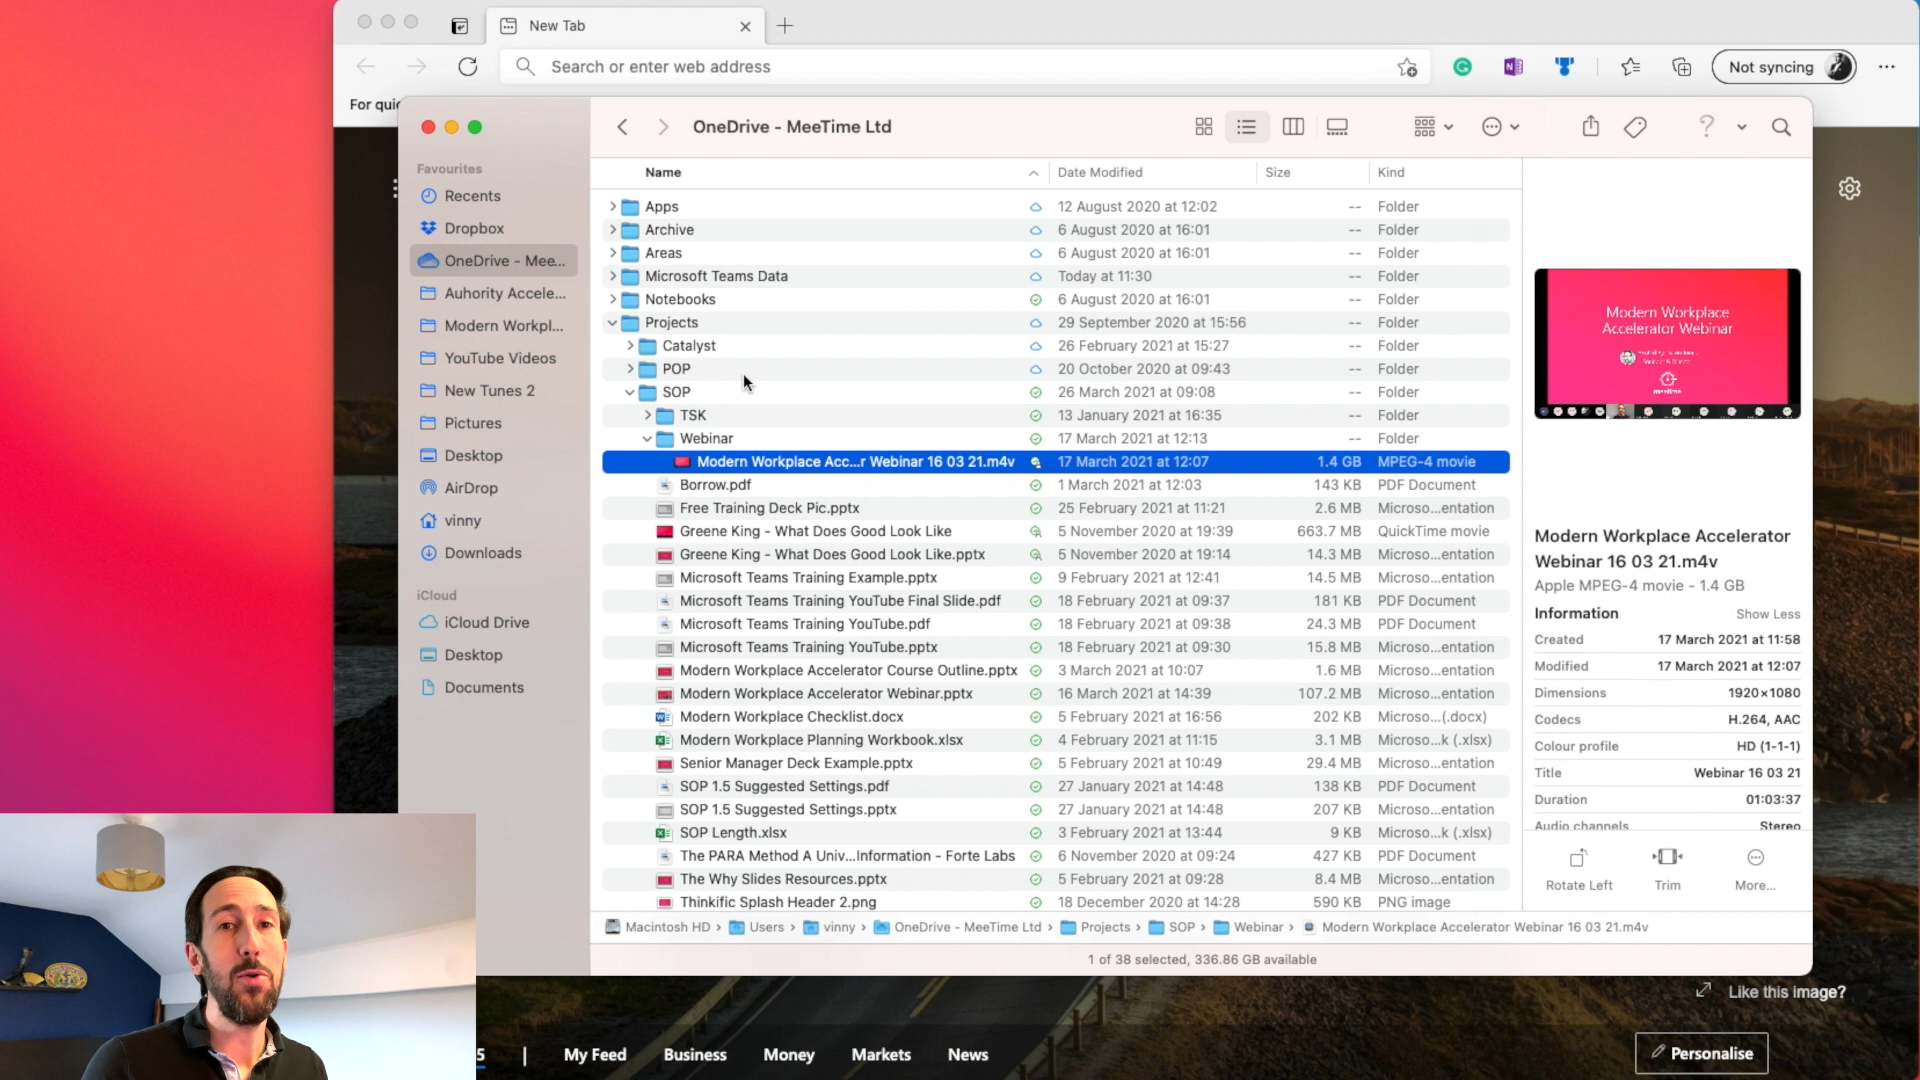 New Tab
Search or enter web address
Not syncing
For quic
OneDrive - MeeTime Ltd
Favourites
Recents
Dropbox
OneDrive - Mee...
Auhority Accele...
Modern Workpl...
YouTube Videos
New Tunes 2
Pictures
Desktop
AirDrop
vinny
Downloads
iCloud
iCloud Drive
Desktop
Documents
Name Date Modified Size Kind
Apps 12 August 2020 at 12:02 -- Folder
Archive 6 August 2020 at 16:01 -- Folder
Areas 6 August 2020 at 16:01 -- Folder
Microsoft Teams Data Today at 11:30 -- Folder
Notebooks 6 August 2020 at 16:01 -- Folder
Projects 29 September 2020 at 15:56 -- Folder
Catalyst 26 February 2021 at 15:27 -- Folder
POP 20 October 2020 at 09:43 -- Folder
SOP 26 March 2021 at 09:08 -- Folder
TSK 13 January 2021 at 16:35 -- Folder
Webinar 17 March 2021 at 12:13 -- Folder
Modern Workplace Acc...r Webinar 16 03 21.m4v 17 March 2021 at 12:07 1.4 GB MPEG-4 movie
Borrow.pdf 1 March 2021 at 12:03 143 KB PDF Document
Free Training Deck Pic.pptx 25 February 2021 at 11:21 2.6 MB Microso...entation
Greene King - What Does Good Look Like 5 November 2020 at 19:39 663.7 MB QuickTime movie
Greene King - What Does Good Look Like.pptx 5 November 2020 at 19:14 14.3 MB Microso...entation
Microsoft Teams Training Example.pptx 9 February 2021 at 12:41 14.5 MB Microso...entation
Microsoft Teams Training YouTube Final Slide.pdf 18 February 2021 at 09:37 181 KB PDF Document
Microsoft Teams Training YouTube.pdf 18 February 2021 at 09:38 24.3 MB PDF Document
Microsoft Teams Training YouTube.pptx 18 February 2021 at 09:30 15.8 MB Microso...entation
Modern Workplace Accelerator Course Outline.pptx 3 March 2021 at 10:07 1.6 MB Microso...entation
Modern Workplace Accelerator Webinar.pptx 16 March 2021 at 14:39 107.2 MB Microso...entation
Modern Workplace Checklist.docx 5 February 2021 at 16:56 202 KB Microso...(.docx)
Modern Workplace Planning Workbook.xlsx 4 February 2021 at 11:15 3.1 MB Microso...k (.xlsx)
Senior Manager Deck Example.pptx 5 February 2021 at 10:49 29.4 MB Microso...entation
SOP 1.5 Suggested Settings.pdf 27 January 2021 at 14:48 138 KB PDF Document
SOP 1.5 Suggested Settings.pptx 27 January 2021 at 14:48 207 KB Microso...entation
SOP Length.xlsx 3 February 2021 at 13:44 9 KB Microso...k (.xlsx)
The PARA Method A Univ...Information - Forte Labs 6 November 2020 at 09:24 427 KB PDF Document
The Why Slides Resources.pptx 5 February 2021 at 09:28 8.4 MB Microso...entation
Thinkific Splash Header 2.png 18 December 2020 at 14:28 590 KB PNG image
Modern Workplace
Accelerator Webinar
meetime
Modern Workplace Accelerator
Webinar 16 03 21.m4v
Apple MPEG-4 movie - 1.4 GB
Information Show Less
Created 17 March 2021 at 11:58
Modified 17 March 2021 at 12:07
Dimensions 1920×1080
Codecs H.264, AAC
Colour profile HD (1-1-1)
Title Webinar 16 03 21
Duration 01:03:37
Audio channels Stereo
Rotate Left Trim More...
Macintosh HD › Users › vinny › OneDrive - MeeTime Ltd › Projects › SOP › Webinar › Modern Workplace Accelerator Webinar 16 03 21.m4v
1 of 38 selected, 336.86 GB available
Like this image?
5 | My Feed Business Money Markets News
Personalise